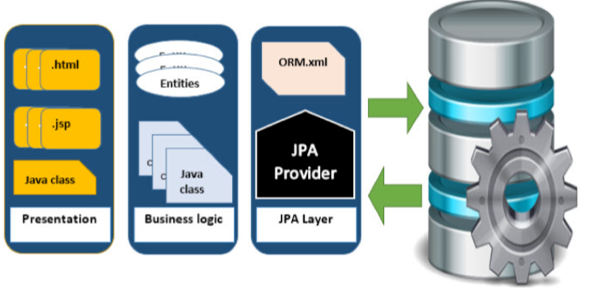 .html
.jsp
Java class
Presentation
Entities
Java
class
Business logic
ORM.xml
JPA
Provider
JPA Layer